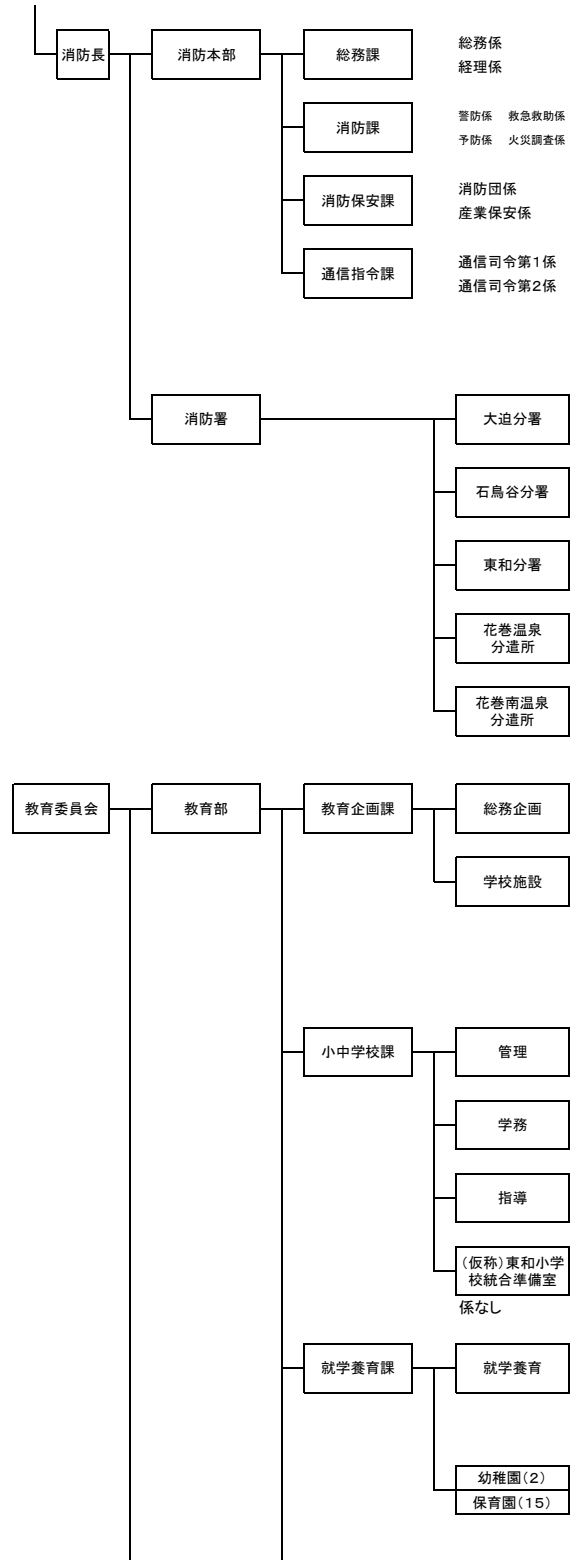 消防長 消防本部 総務課 総務係
経理係
消防課 警防係 救急救助係
予防係 火災調査係
消防保安課 消防団係
産業保安係
通信指令課 通信司令第1係
通信司令第2係
消防署 大迫分署
石鳥谷分署
東和分署
花巻温泉
分遣所
花巻南温泉
分遣所
教育委員会 教育部 教育企画課 総務企画
学校施設
小中学校課 管理
学務
指導
(仮称)東和小学
校統合準備室
係なし
就学養育課 就学養育
幼稚園(2)
保育園(15)